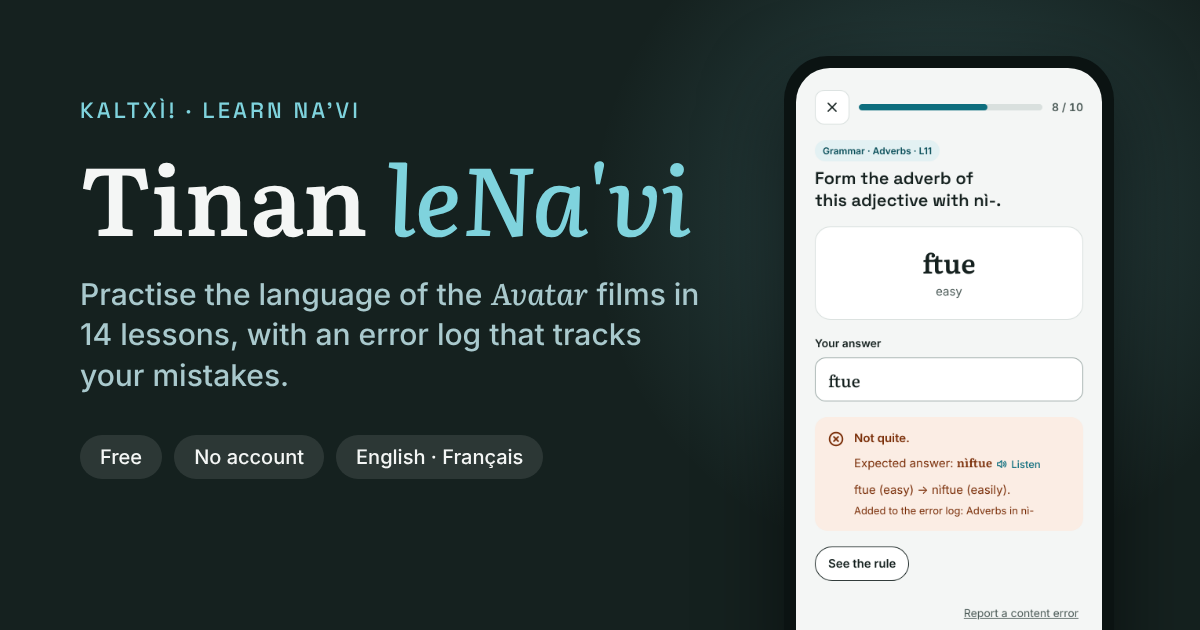 KALTXÌ! · LEARN NA’VI
Tinan leNa'vi
Practise the language of the Avatar films in
14 lessons, with an error log that tracks
your mistakes.
Free
No account
English · Français
8 / 10
Grammar · Adverbs · L11
Form the adverb of
this adjective with nì-.
ftue
easy
Your answer
ftue
Not quite.
Expected answer: nìftue Listen
ftue (easy) → nìftue (easily).
Added to the error log: Adverbs in nì-
See the rule
Report a content error